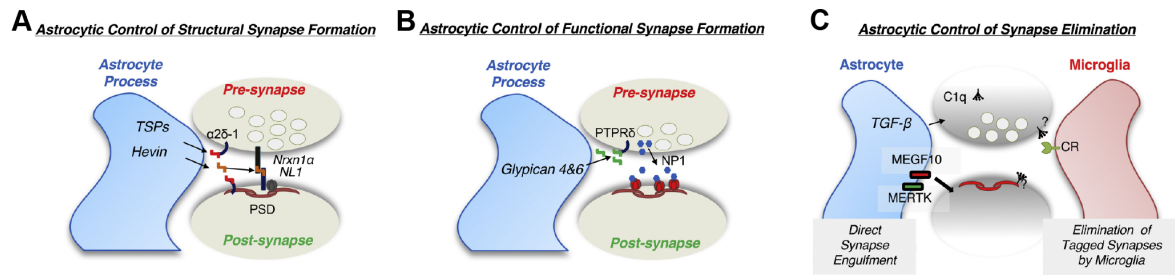 A
Astrocytic Control of Structural Synapse Formation
Astrocyte
Process
Pre-synapse
TSPs
α2δ-1
Hevin
Nrxn1α
NL1
PSD
Post-synapse
B
Astrocytic Control of Functional Synapse Formation
Astrocyte
Process
Pre-synapse
PTPRδ
NP1
Glypican 4&6
Post-synapse
C
Astrocytic Control of Synapse Elimination
Astrocyte
Microglia
C1q
TGF-β
?
CR
MEGF10
MERTK
?
Direct
Synapse
Engulfment
Elimination of
Tagged Synapses
by Microglia